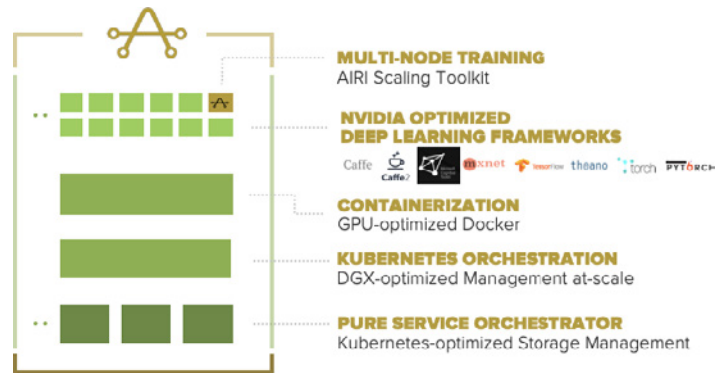 MULTI-NODE TRAINING
AIRI Scaling Toolkit
NVIDIA OPTIMIZED
DEEP LEARNING FRAMEWORKS
Caffe Caffe2 mxnet TensorFlow theano torch PYTORCH
CONTAINERIZATION
GPU-optimized Docker
KUBERNETES ORCHESTRATION
DGX-optimized Management at-scale
PURE SERVICE ORCHESTRATOR
Kubernetes-optimized Storage Management